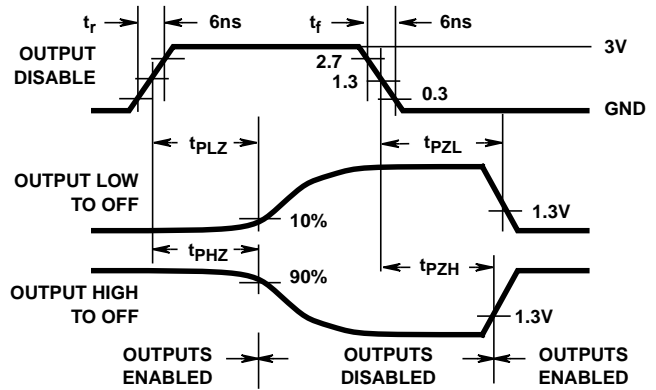 tr 6ns tf 6ns
OUTPUT
DISABLE
3V
2.7
1.3
0.3
GND
tPLZ tPZL
OUTPUT LOW
TO OFF
10%
1.3V
tPHZ tPZH
OUTPUT HIGH
TO OFF
90%
1.3V
OUTPUTS
ENABLED
OUTPUTS
DISABLED
OUTPUTS
ENABLED